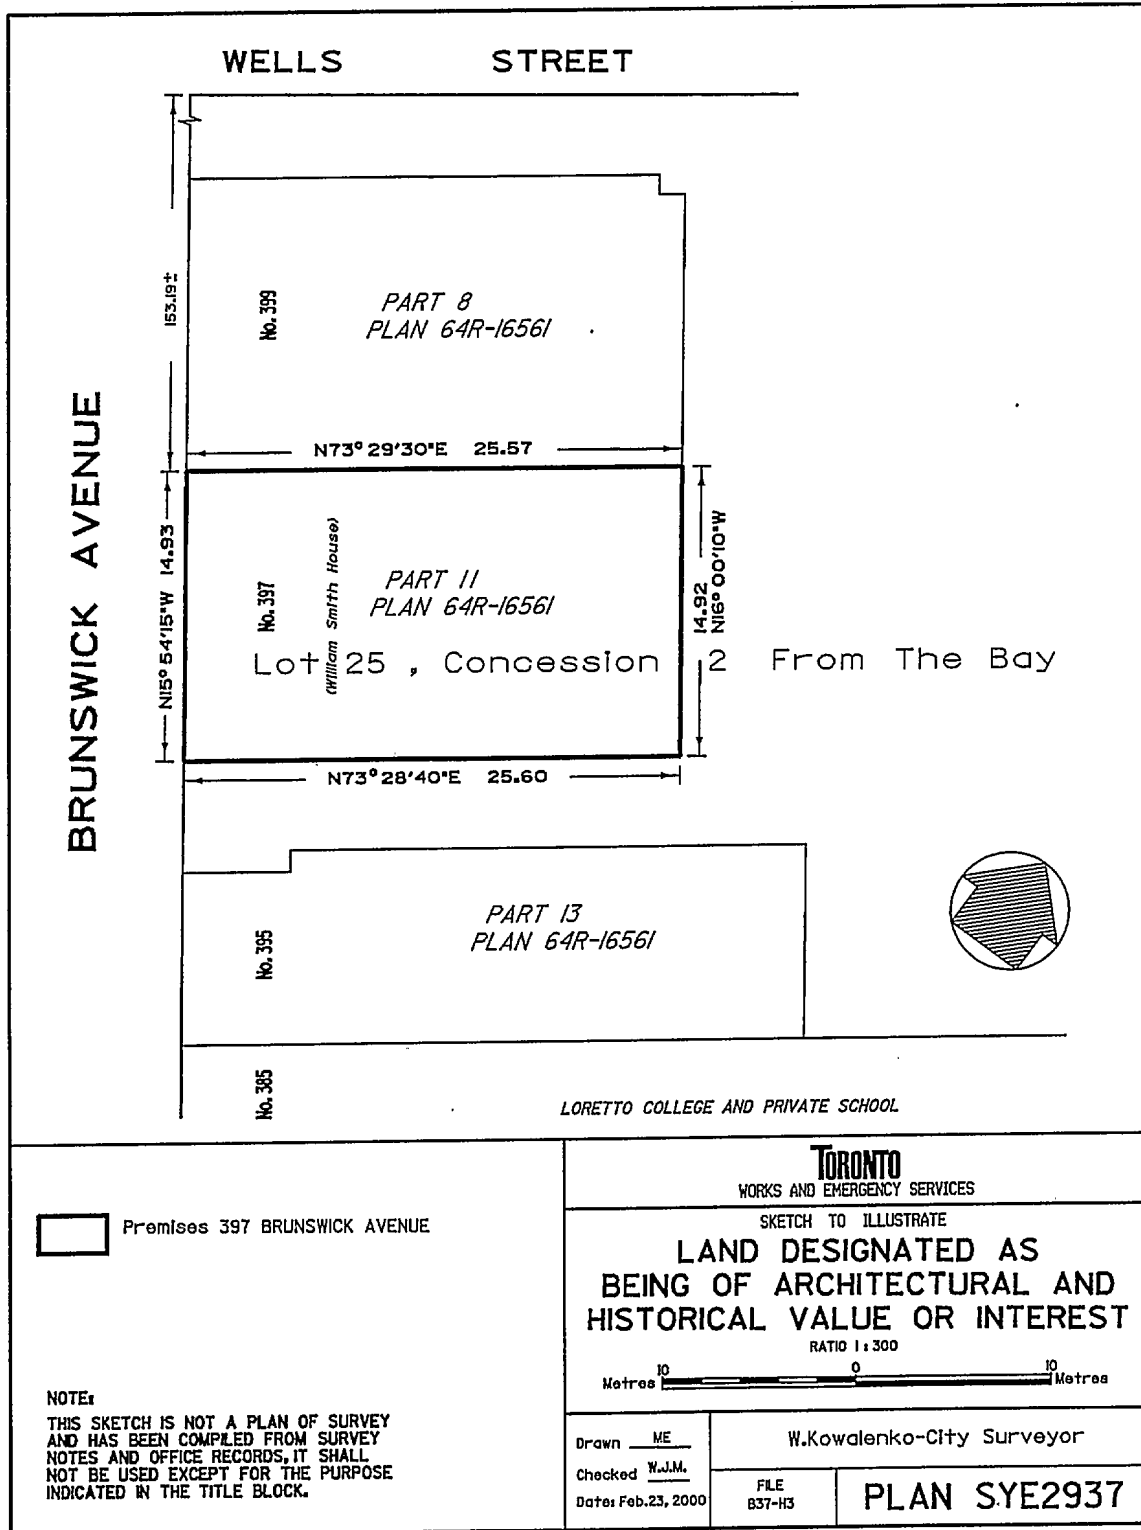 WELLS STREET
BRUNSWICK AVENUE
153.19±
No. 399
PART 8
PLAN 64R-16561
N73° 29'30"E 25.57
N15° 54'15"W 14.93
No. 397
(William Smith House)
PART 11
PLAN 64R-16561
14.92
N16° 00'10"W
Lot 25 , Concession 2 From The Bay
N73° 28'40"E 25.60
No. 395
PART 13
PLAN 64R-16561
No. 385
LORETTO COLLEGE AND PRIVATE SCHOOL
Premises 397 BRUNSWICK AVENUE
NOTE:
THIS SKETCH IS NOT A PLAN OF SURVEY
AND HAS BEEN COMPILED FROM SURVEY
NOTES AND OFFICE RECORDS, IT SHALL
NOT BE USED EXCEPT FOR THE PURPOSE
INDICATED IN THE TITLE BLOCK.
TORONTO
WORKS AND EMERGENCY SERVICES
SKETCH TO ILLUSTRATE
LAND DESIGNATED AS
BEING OF ARCHITECTURAL AND
HISTORICAL VALUE OR INTEREST
RATIO 1:300
10 0 10
Metres Metres
Drawn ME
Checked W.J.M.
Date: Feb.23, 2000
W.Kowalenko-City Surveyor
FILE
B37-H3
PLAN SYE2937